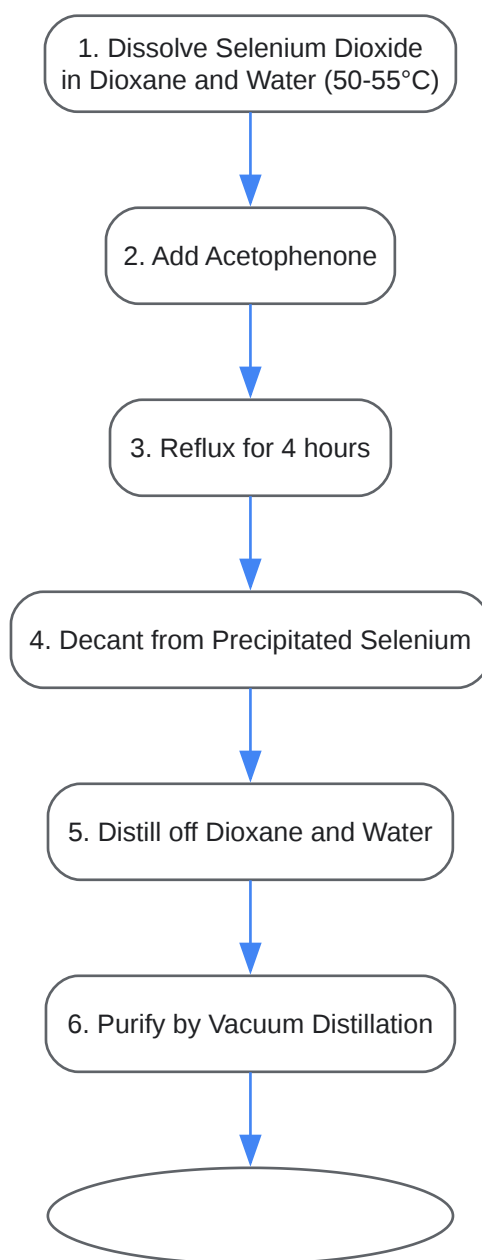 1. Dissolve Selenium Dioxide
in Dioxane and Water (50-55°C)
2. Add Acetophenone
3. Reflux for 4 hours
4. Decant from Precipitated Selenium
5. Distill off Dioxane and Water
6. Purify by Vacuum Distillation